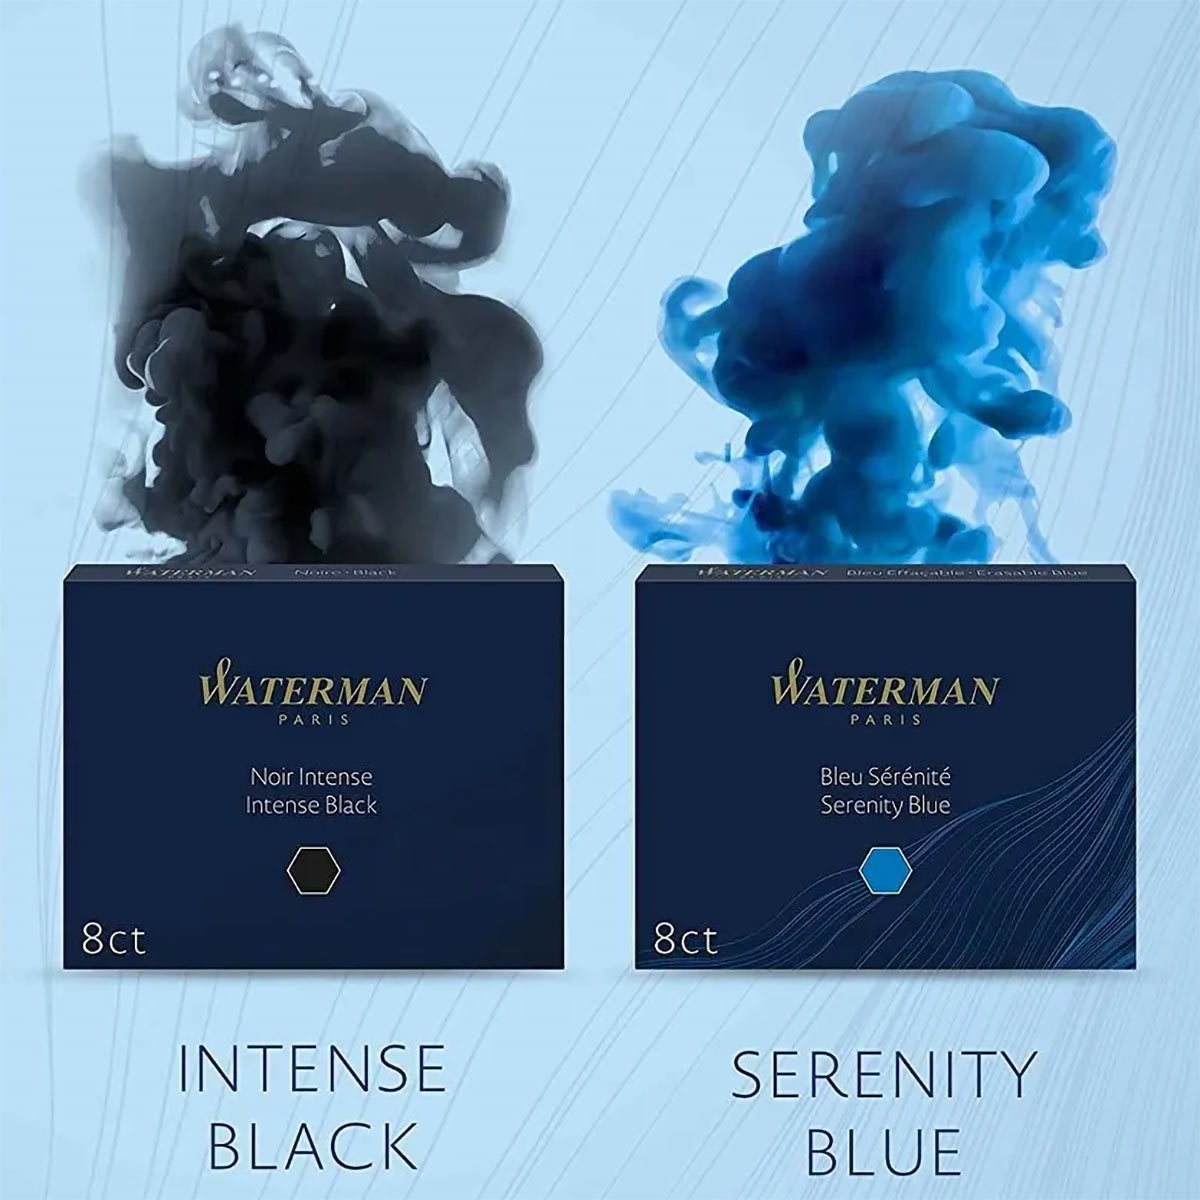 WATERMAN Noire · Black
WATERMAN Bleu Effaçable · Erasable Blue
WATERMAN
PARIS
Noir Intense
Intense Black
8ct
WATERMAN
PARIS
Bleu Sérénité
Serenity Blue
8ct
INTENSE
BLACK
SERENITY
BLUE